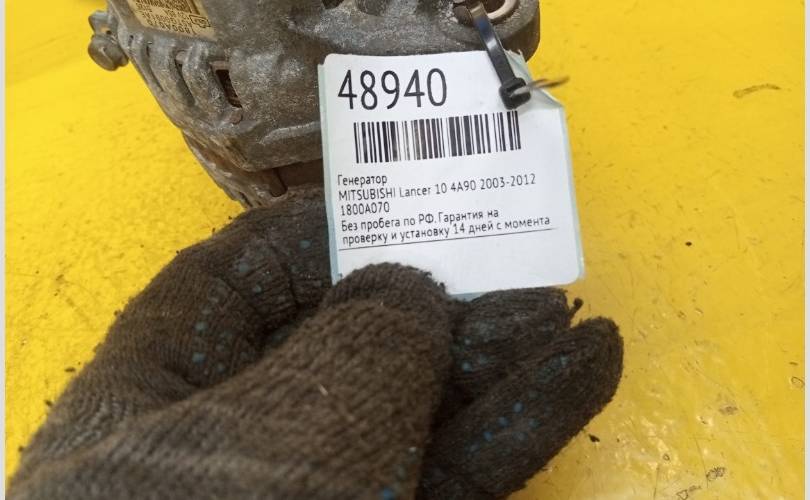 48940
Генератор
MITSUBISHI Lancer 10 4A90 2003-2012
1800A070
Без пробега по РФ. Гарантия на
проверку и установку 14 дней с момента